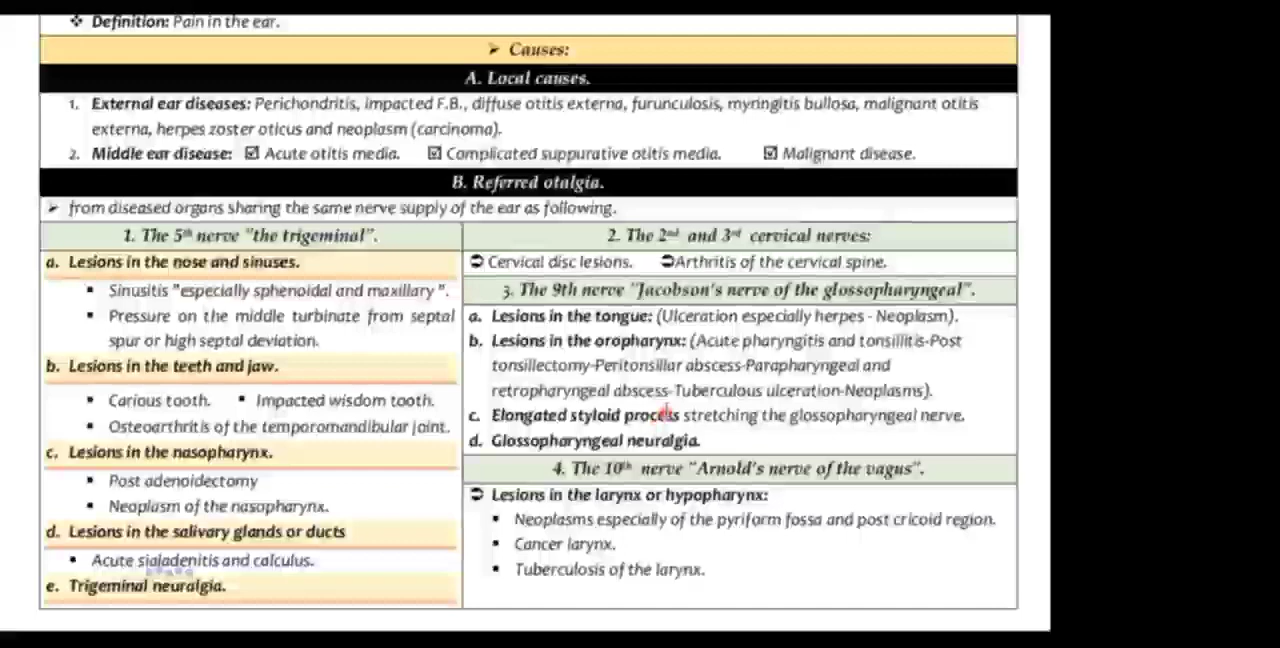 ❖ Definition: Pain in the ear.
➢ Causes:
A. Local causes.
1. External ear diseases: Perichondritis, impacted F.B., diffuse otitis externa, furunculosis, myringitis bullosa, malignant otitis
externa, herpes zoster oticus and neoplasm (carcinoma).
2. Middle ear disease: ☑ Acute otitis media. ☑ Complicated suppurative otitis media. ☑ Malignant disease.
B. Referred otalgia.
➢ from diseased organs sharing the same nerve supply of the ear as following.
1. The 5th nerve "the trigeminal".
a. Lesions in the nose and sinuses.
▪ Sinusitis "especially sphenoidal and maxillary ".
▪ Pressure on the middle turbinate from septal
spur or high septal deviation.
b. Lesions in the teeth and jaw.
▪ Carious tooth. ▪ Impacted wisdom tooth.
▪ Osteoarthritis of the temporomandibular joint.
c. Lesions in the nasopharynx.
▪ Post adenoidectomy
▪ Neoplasm of the nasopharynx.
d. Lesions in the salivary glands or ducts
▪ Acute sialadenitis and calculus.
e. Trigeminal neuralgia.
2. The 2nd and 3rd cervical nerves:
➲ Cervical disc lesions. ➲Arthritis of the cervical spine.
3. The 9th nerve "Jacobson's nerve of the glossopharyngeal".
a. Lesions in the tongue: (Ulceration especially herpes - Neoplasm).
b. Lesions in the oropharynx: (Acute pharyngitis and tonsillitis-Post
tonsillectomy-Peritonsillar abscess-Parapharyngeal and
retropharyngeal abscess-Tuberculous ulceration-Neoplasms).
c. Elongated styloid process stretching the glossopharyngeal nerve.
d. Glossopharyngeal neuralgia.
4. The 10th nerve "Arnold's nerve of the vagus".
➲ Lesions in the larynx or hypopharynx:
▪ Neoplasms especially of the pyriform fossa and post cricoid region.
▪ Cancer larynx.
▪ Tuberculosis of the larynx.